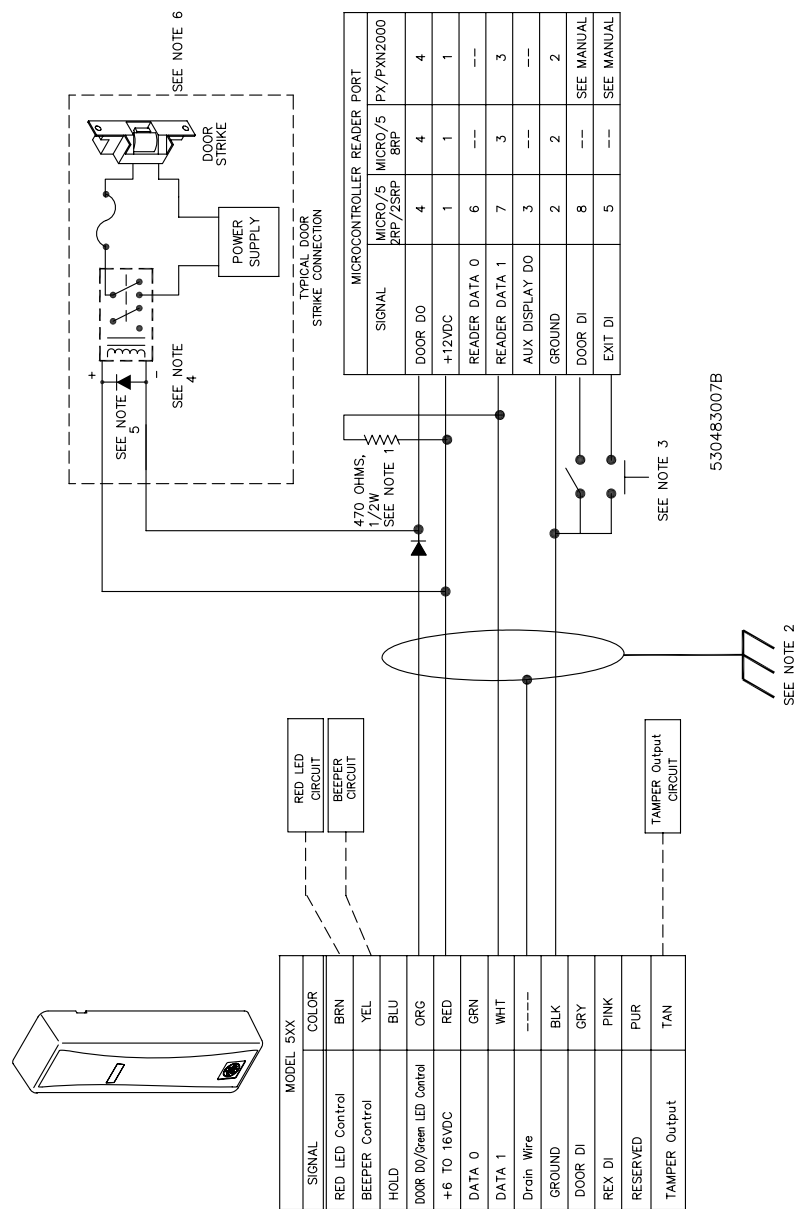 MODEL 5XX
SIGNAL COLOR
RED LED Control BRN
BEEPER Control YEL
HOLD BLU
DOOR DO/Green LED Control ORG
+6 TO 16VDC RED
DATA 0 GRN
DATA 1 WHT
Drain Wire ----
GROUND BLK
DOOR DI GRY
REX DI PINK
RESERVED PUR
TAMPER Output TAN
RED LED
CIRCUIT
BEEPER
CIRCUIT
TAMPER Output
CIRCUIT
SEE NOTE 2
470 OHMS,
1/2W
SEE NOTE 1
SEE NOTE 3
SEE NOTE
5
+
-
SEE NOTE
4
TYPICAL DOOR
STRIKE CONNECTION
POWER
SUPPLY
DOOR
STRIKE
SEE NOTE 6
MICROCONTROLLER READER PORT
SIGNAL MICRO/5 2RP/2SRP MICRO/5 8RP PX/PXN2000
DOOR DO 4 4 4
+12VDC 1 1 1
READER DATA 0 6 -- --
READER DATA 1 7 3 3
AUX DISPLAY DO 3 -- --
GROUND 2 2 2
DOOR DI 8 -- SEE MANUAL
EXIT DI 5 -- SEE MANUAL
530483007B